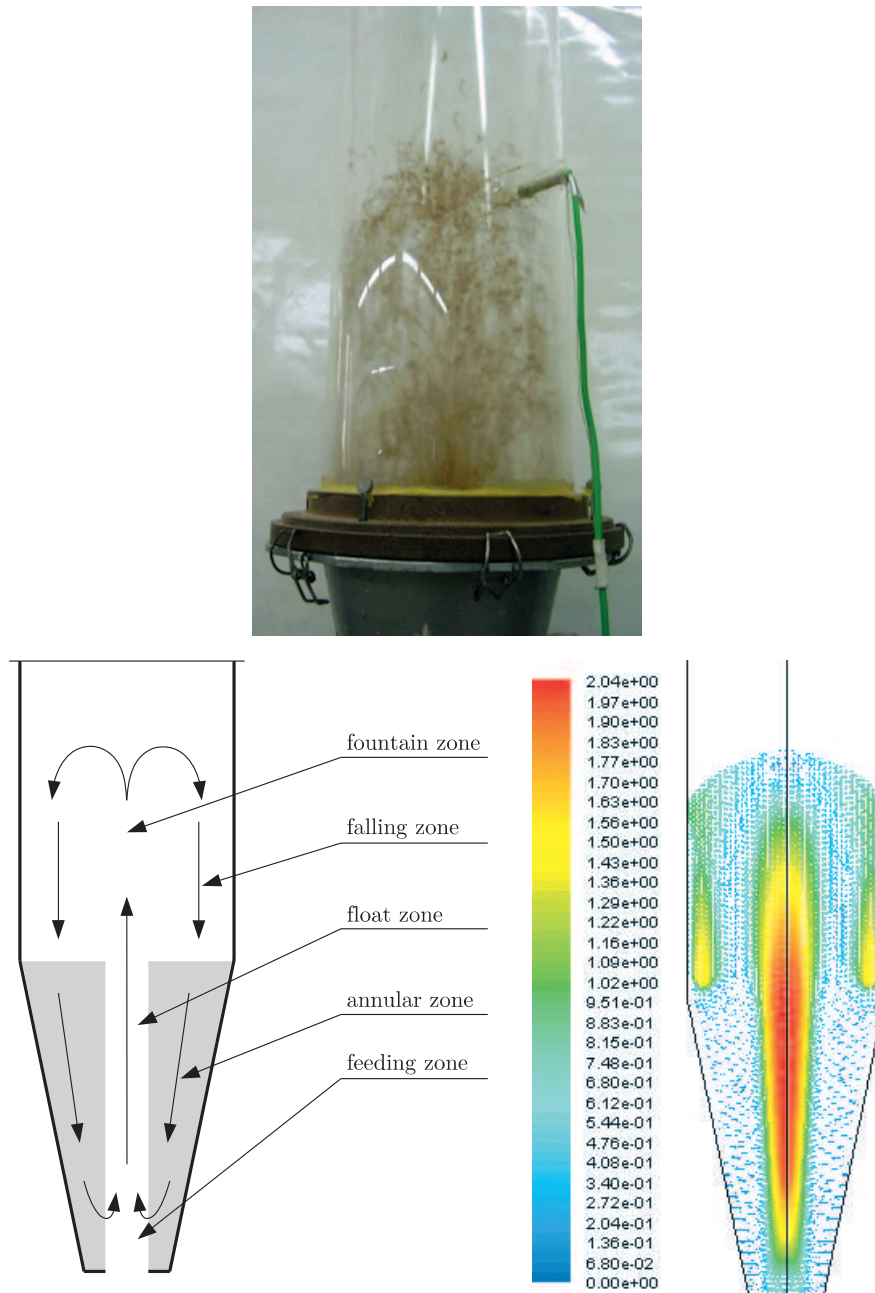 fountain zone
falling zone
float zone
annular zone
feeding zone
2.04e+00
1.97e+00
1.90e+00
1.83e+00
1.77e+00
1.70e+00
1.63e+00
1.56e+00
1.50e+00
1.43e+00
1.36e+00
1.29e+00
1.22e+00
1.16e+00
1.09e+00
1.02e+00
9.51e-01
8.83e-01
8.15e-01
7.48e-01
6.80e-01
6.12e-01
5.44e-01
4.76e-01
4.08e-01
3.40e-01
2.72e-01
2.04e-01
1.36e-01
6.80e-02
0.00e+00